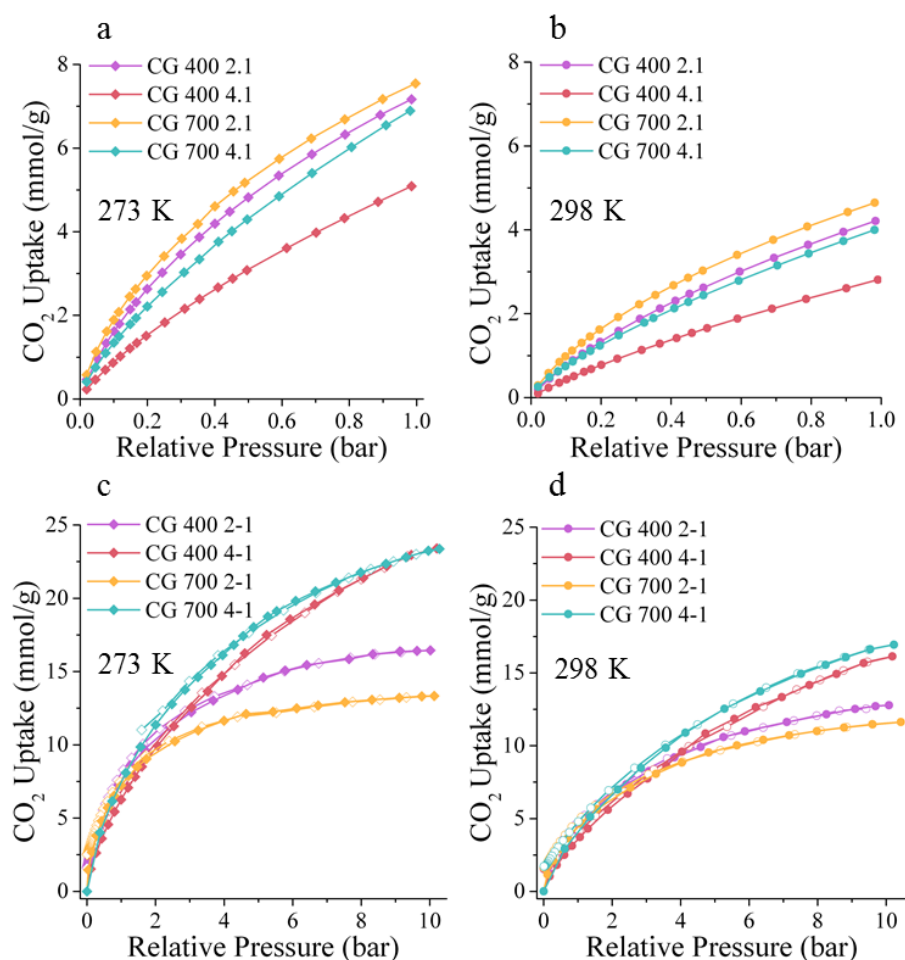 a
CG 400 2.1
CG 400 4.1
CG 700 2.1
CG 700 4.1
273 K
CO2 Uptake (mmol/g)
8
6
4
2
0
0.0 0.2 0.4 0.6 0.8 1.0
Relative Pressure (bar)
b
CG 400 2.1
CG 400 4.1
CG 700 2.1
CG 700 4.1
298 K
CO2 Uptake (mmol/g)
8
6
4
2
0
0.0 0.2 0.4 0.6 0.8 1.0
Relative Pressure (bar)
c
CG 400 2-1
CG 400 4-1
CG 700 2-1
CG 700 4-1
273 K
CO2 Uptake (mmol/g)
25
20
15
10
5
0
0 2 4 6 8 10
Relative Pressure (bar)
d
CG 400 2-1
CG 400 4-1
CG 700 2-1
CG 700 4-1
298 K
CO2 Uptake (mmol/g)
25
20
15
10
5
0
0 2 4 6 8 10
Relative Pressure (bar)